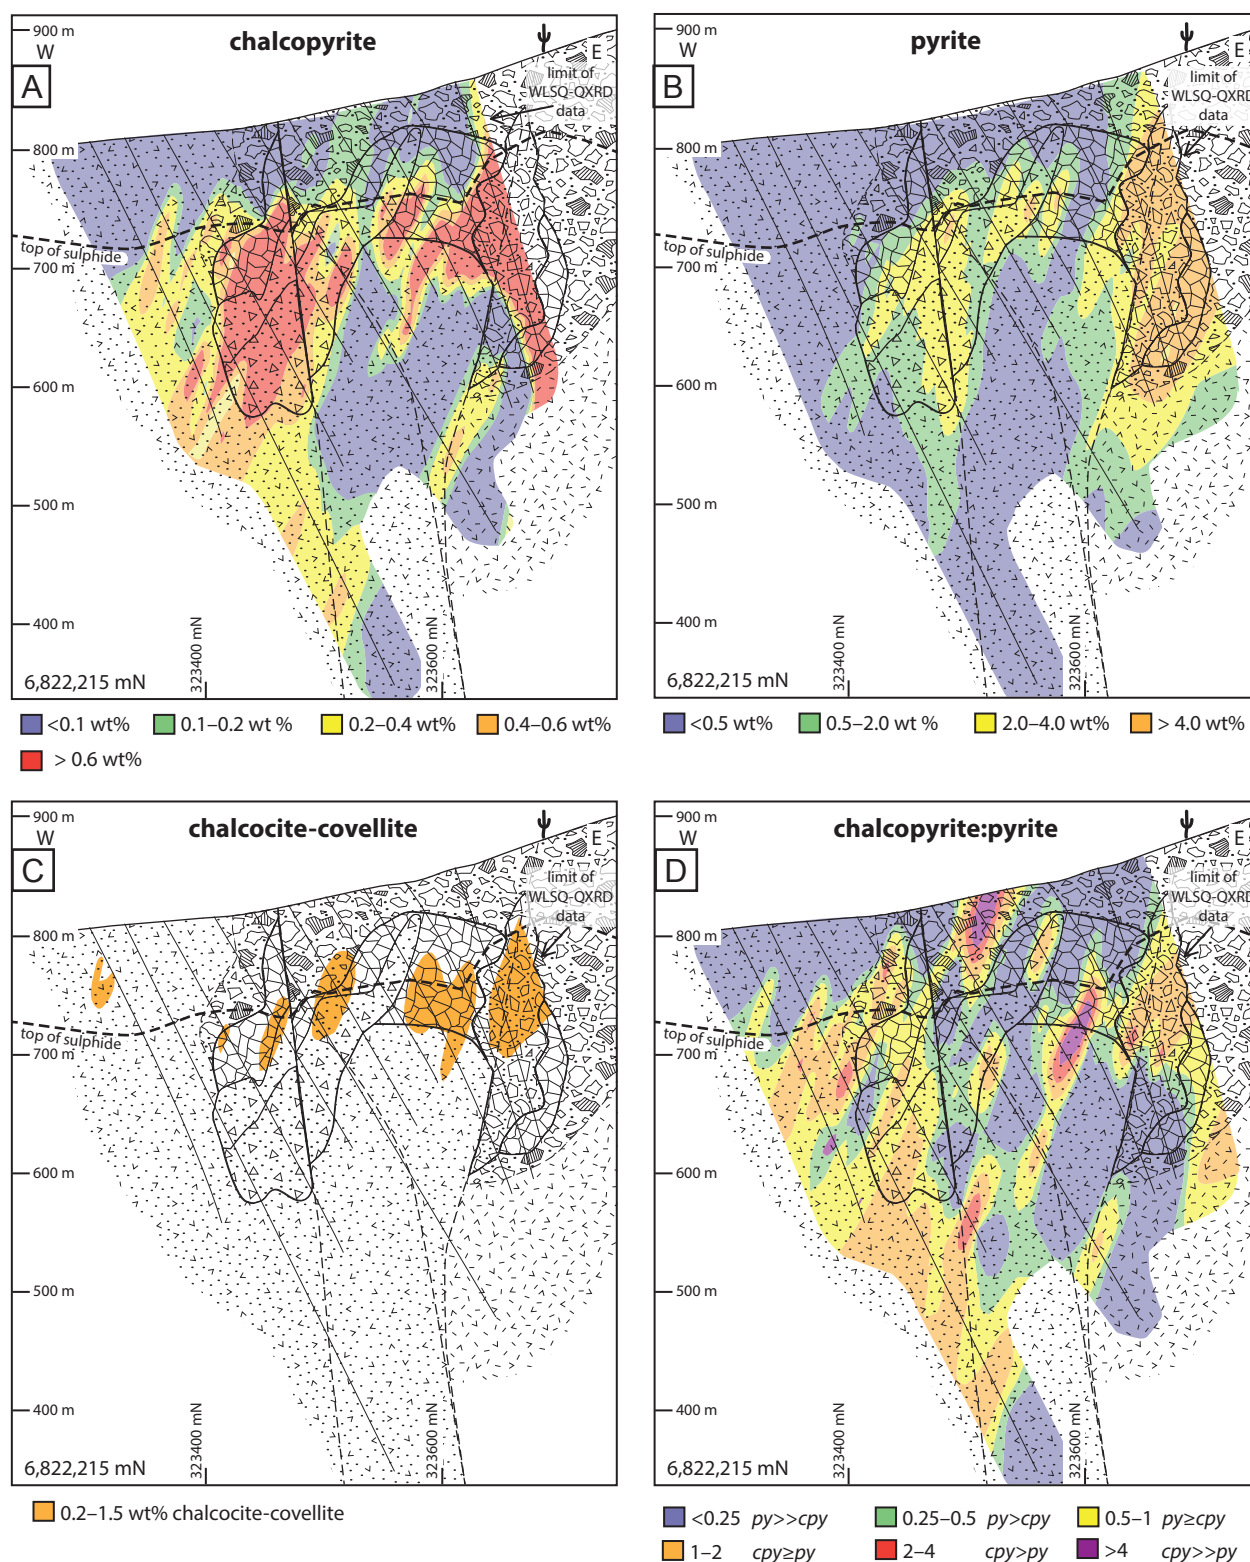 chalcopyrite
900 m
W
E
A
limit of
WLSQ-QXRD
data
800 m
top of sulphide
700 m
600 m
500 m
400 m
323400 mN
323600 mN
6,822,215 mN
<0.1 wt%
0.1–0.2 wt %
0.2–0.4 wt%
0.4–0.6 wt%
> 0.6 wt%
pyrite
900 m
W
E
B
limit of
WLSQ-QXRD
data
800 m
top of sulphide
700 m
600 m
500 m
400 m
323400 mN
323600 mN
6,822,215 mN
<0.5 wt%
0.5–2.0 wt %
2.0–4.0 wt%
> 4.0 wt%
chalcocite-covellite
900 m
W
E
C
limit of
WLSQ-QXRD
data
800 m
top of sulphide
700 m
600 m
500 m
400 m
323400 mN
323600 mN
6,822,215 mN
0.2–1.5 wt% chalcocite-covellite
chalcopyrite:pyrite
900 m
W
E
D
limit of
WLSQ-QXRD
data
800 m
top of sulphide
700 m
600 m
500 m
400 m
323400 mN
323600 mN
6,822,215 mN
<0.25 py>>cpy
0.25–0.5 py>cpy
0.5–1 py≥cpy
1–2 cpy≥py
2–4 cpy>py
>4 cpy>>py